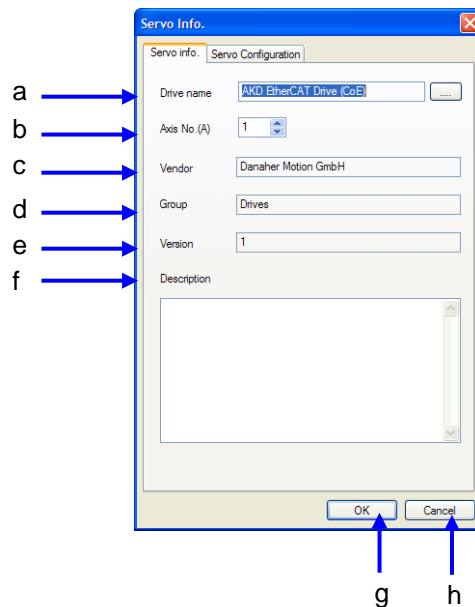 Servo Info.
Servo info. Servo Configuration
a Drive name AKD EtherCAT Drive (CoE) ....
b Axis No.(A) 1
c Vendor Danaher Motion GmbH
d Group Drives
e Version 1
f Description
OK Cancel
g h